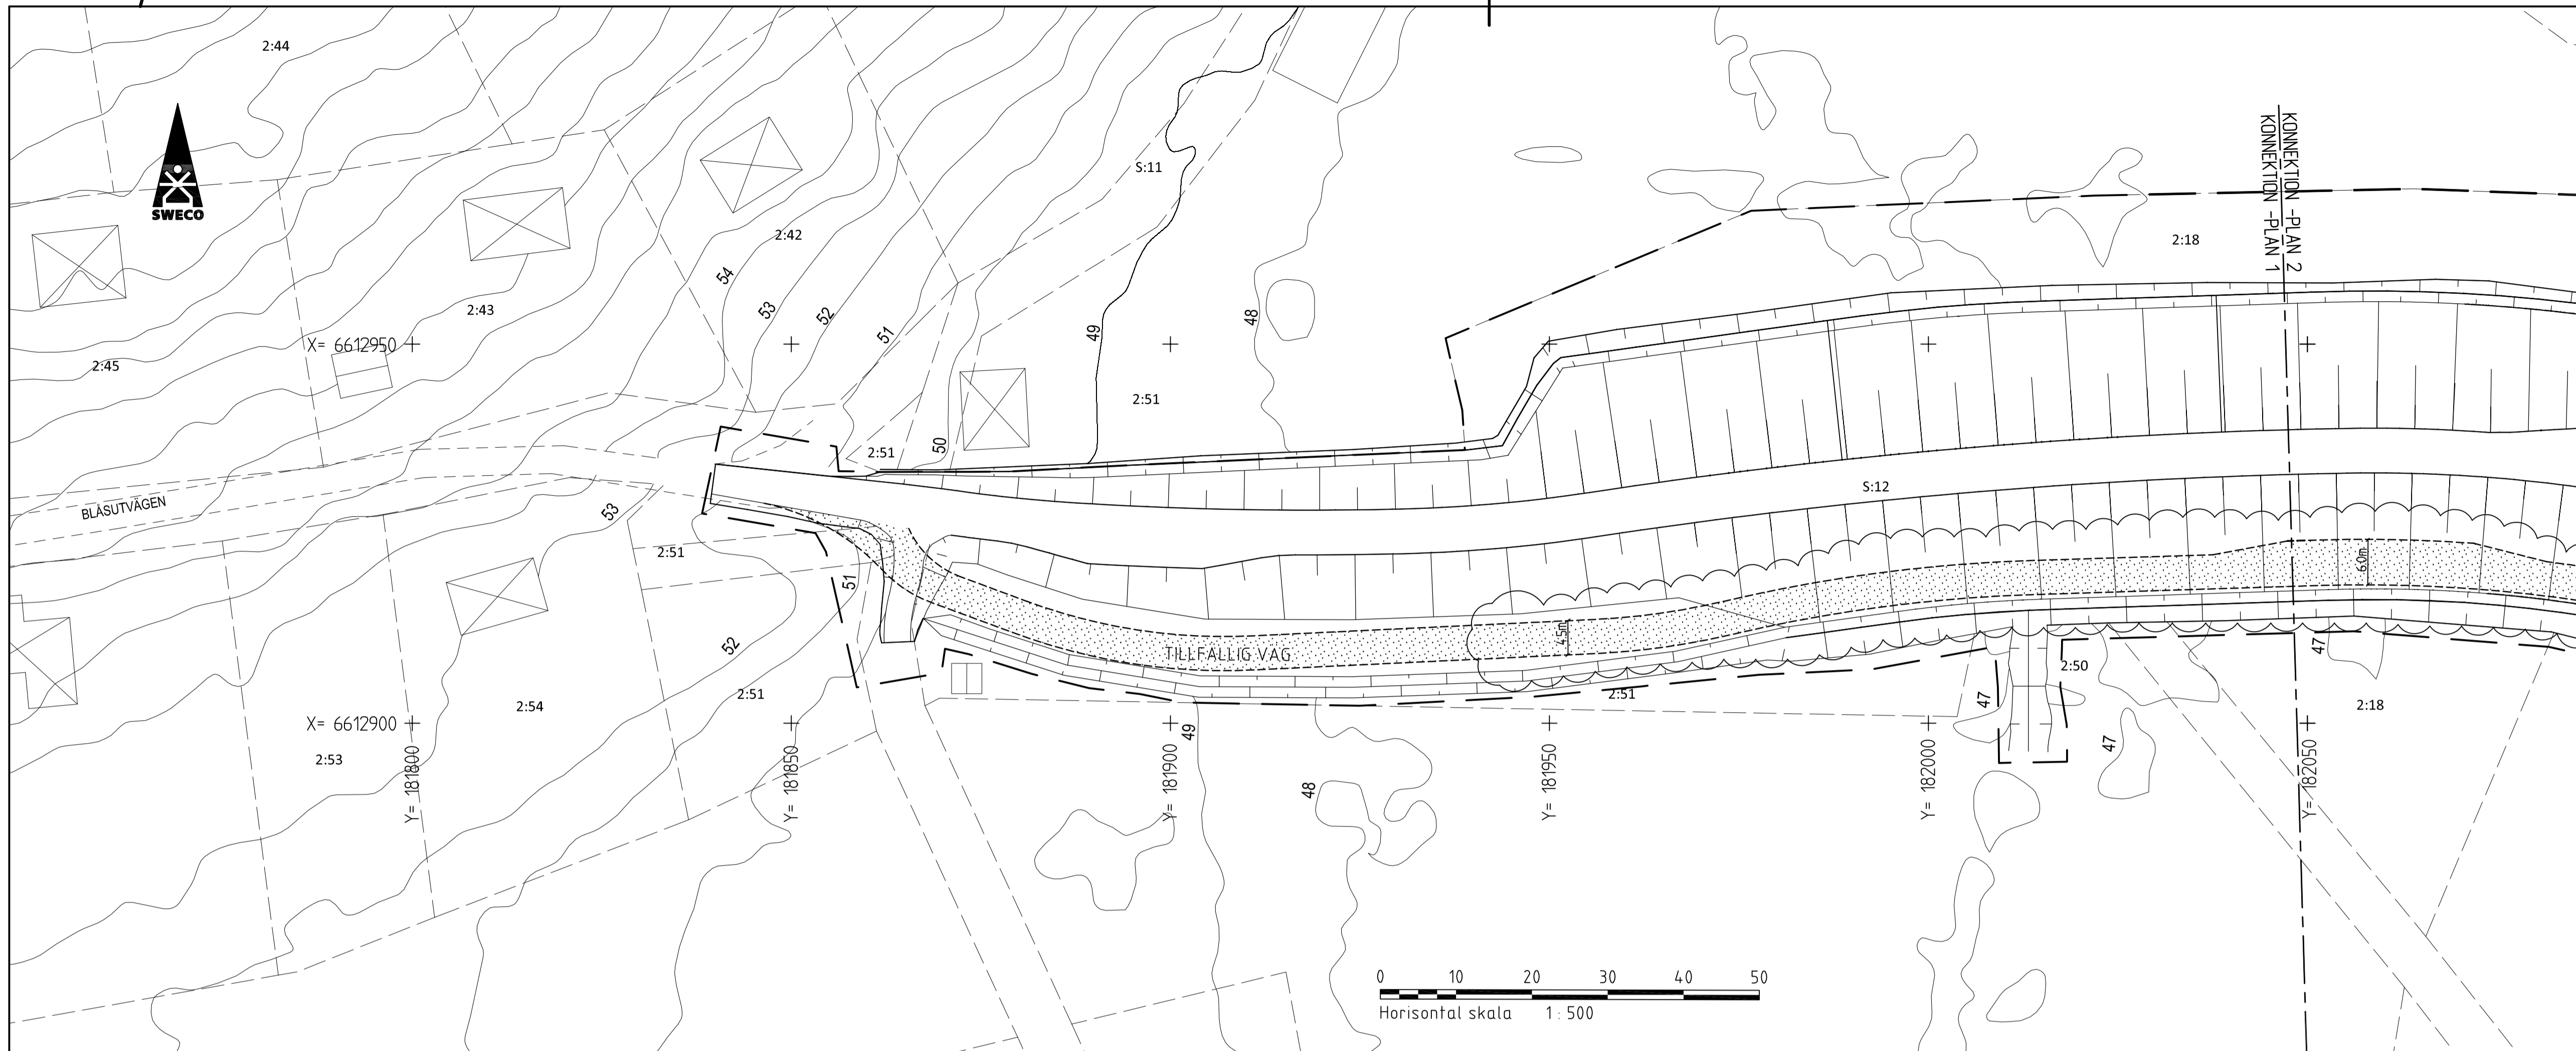 2:44
SWECO
2:45
2:43
X= 6612950
2:42
54
53
52
51
50
S:11
49
48
2:51
2:51
KONNEKTION -PLAN 2
KONNEKTION -PLAN 1
2:18
BLÅSUTVÄGEN
53
2:51
51
52
2:51
2:54
X= 6612900
2:53
S:12
TILLFÄLLIG VÄG
4.5m
6.0m
2:51
2:50
47
47
47
2:18
49
48
Y= 181800
Y= 181850
Y= 181900
Y= 181950
Y= 182000
Y= 182050
0 10 20 30 40 50
Horisontal skala 1:500